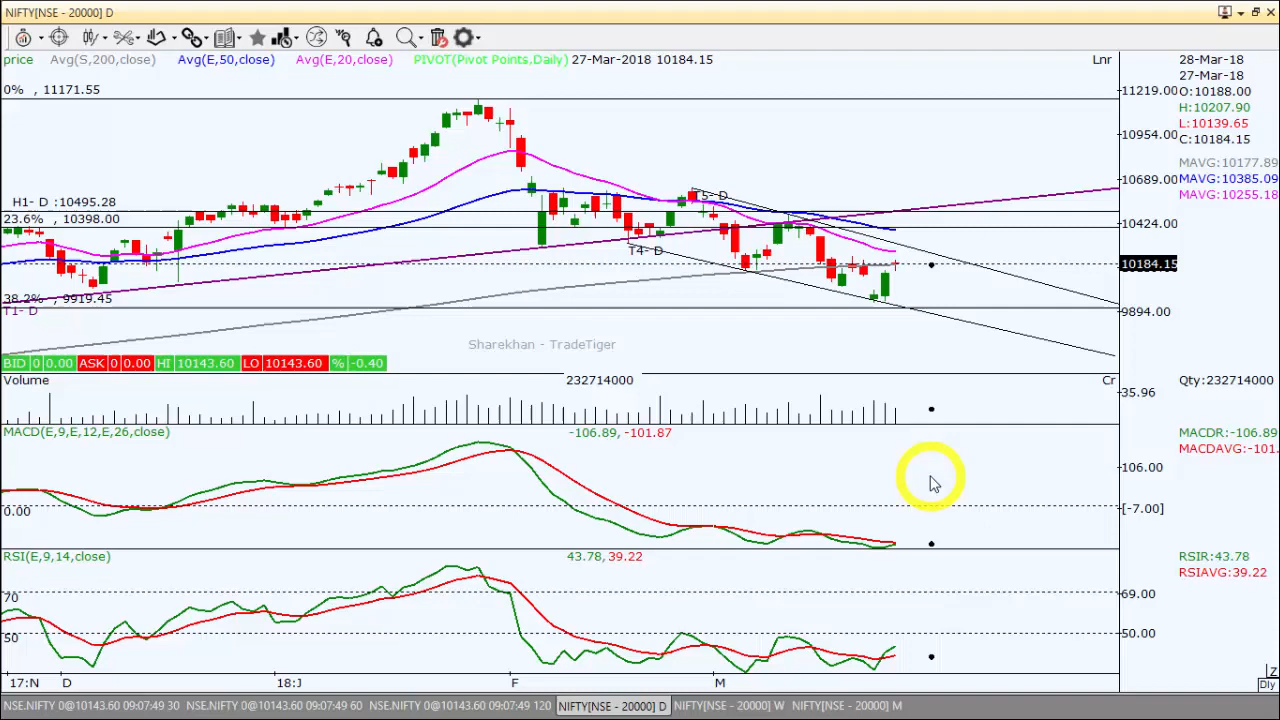 NIFTY[NSE - 20000] D
price Avg(S,200,close) Avg(E,50,close) Avg(E,20,close) PIVOT(Pivot Points,Daily) 27-Mar-2018 10184.15 Lnr
0% , 11171.55
H1- D :10495.28
23.6% , 10398.00
38.2% , 9919.45
T1- D
T5- D
T4- D
11219.00
10954.00
10689.00
10424.00
10184.15
9894.00
28-Mar-18
27-Mar-18
O:10188.00
H:10207.90
L:10139.65
C:10184.15
MAVG:10177.89
MAVG:10385.09
MAVG:10255.18
Sharekhan - TradeTiger
BID 0 0.00 ASK 0 0.00 HI 10143.60 LO 10143.60 % -0.40
Volume 232714000 Cr
35.96
Qty:232714000
MACD(E,9,E,12,E,26,close) -106.89, -101.87
MACDR:-106.89
MACDAVG:-101.
106.00
0.00
[-7.00]
RSI(E,9,14,close) 43.78, 39.22
RSIR:43.78
RSIAVG:39.22
70
69.00
50
50.00
17:N D 18:J F M
Z
Dly
NSE.NIFTY 0@10143.60 09:07:49 30 NSE.NIFTY 0@10143.60 09:07:49 60 NSE.NIFTY 0@10143.60 09:07:49 120 NIFTY[NSE - 20000] D NIFTY[NSE - 20000] W NIFTY[NSE - 20000] M